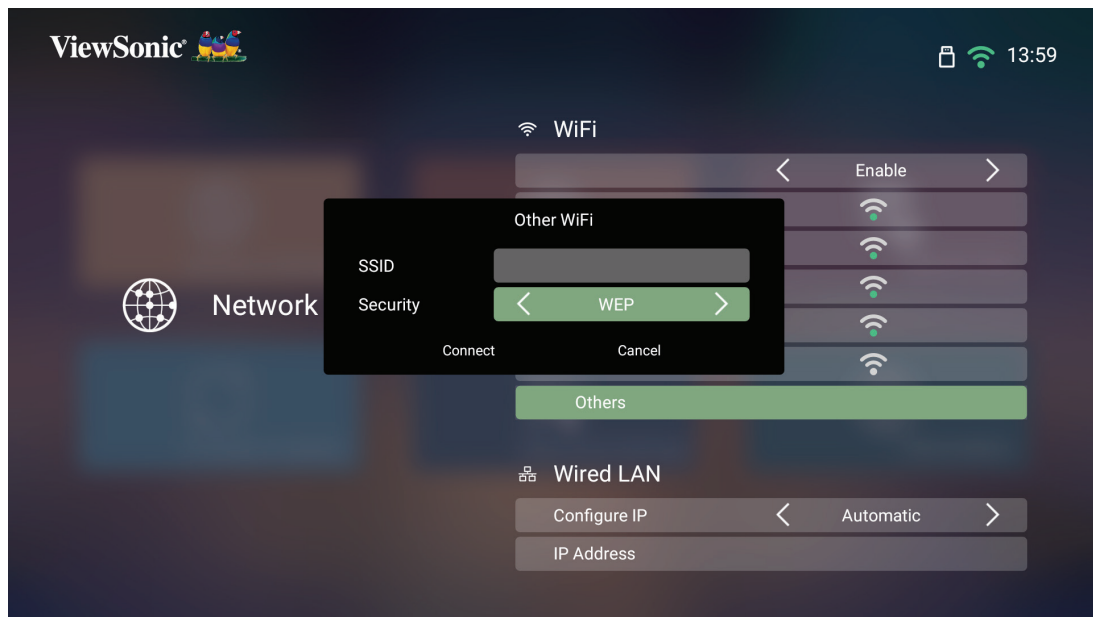 ViewSonic®
13:59
WiFi
Enable
Other WiFi
SSID
Network
Security
WEP
Connect
Cancel
Others
Wired LAN
Configure IP
Automatic
IP Address